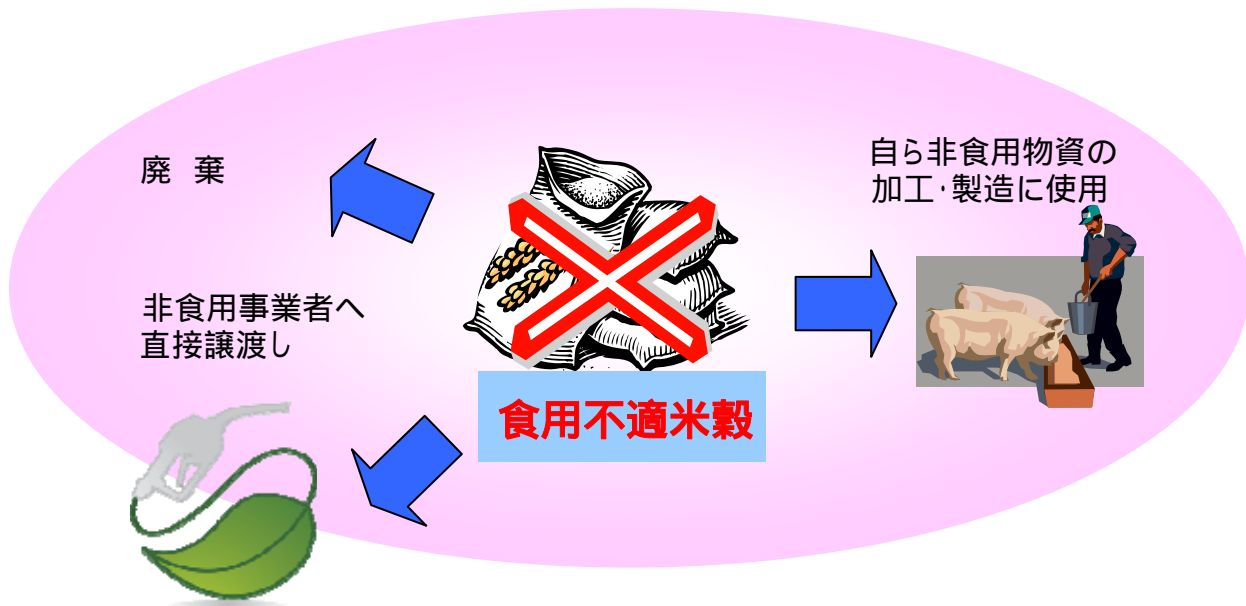 廃 棄
自ら非食用物資の
加工･製造に使用
非食用事業者へ
直接譲渡し
食用不適米穀